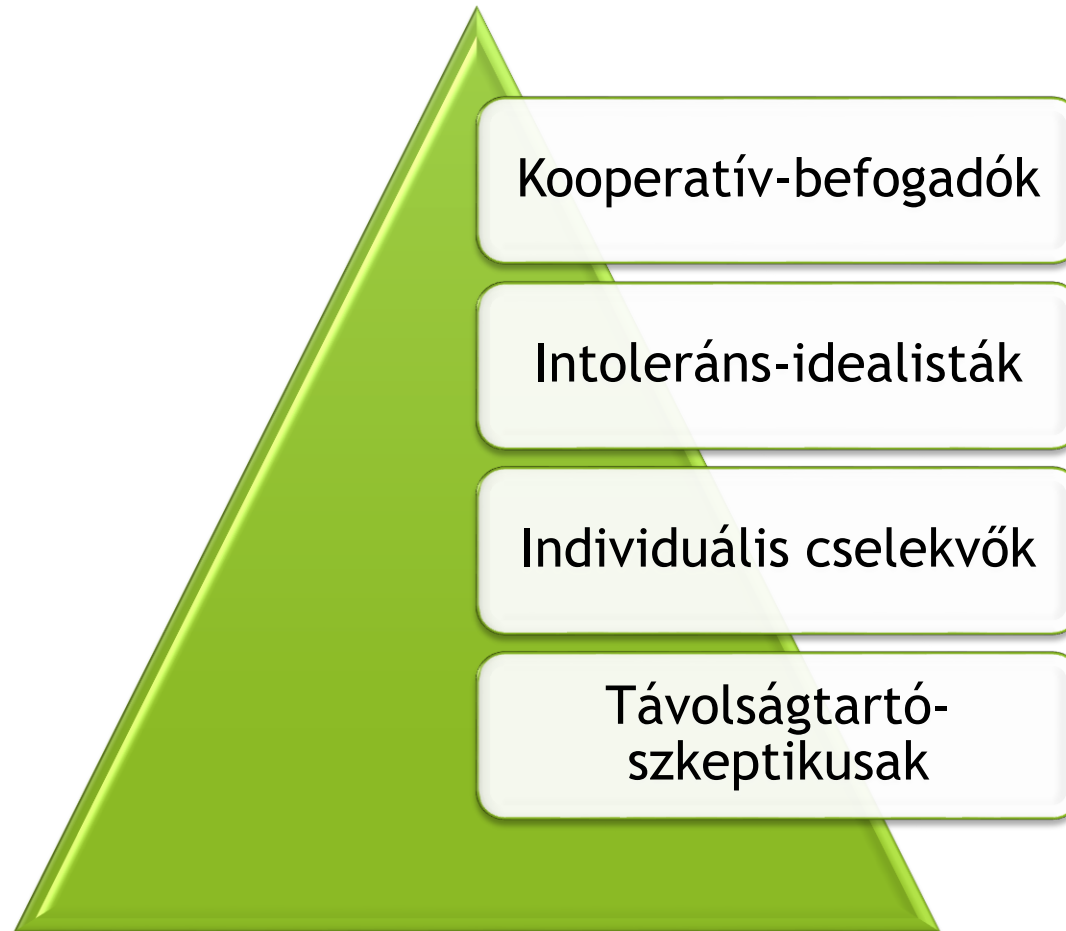 Kooperatív-befogadók
Intoleráns-idealisták
Individuális cselekvők
Távolságtartó-
szkeptikusak